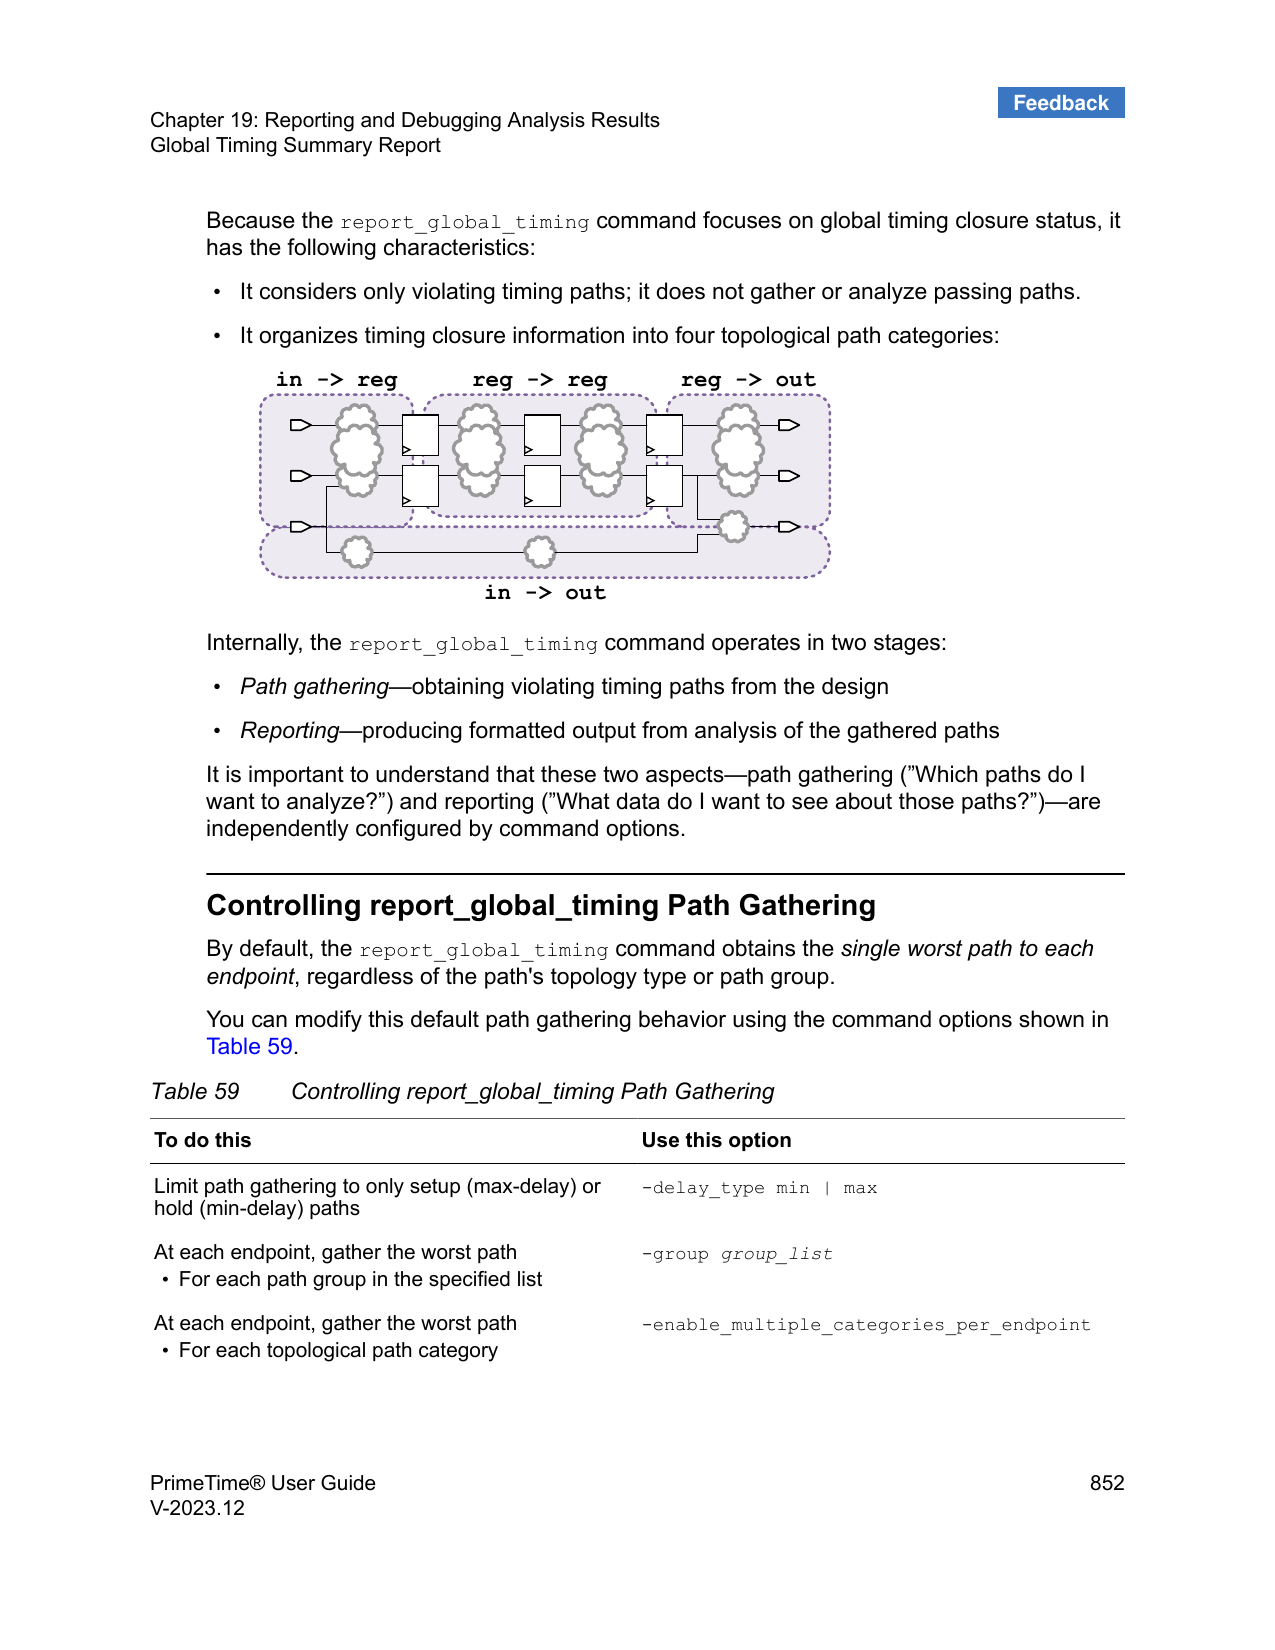 Feedback
Chapter 19: Reporting and Debugging Analysis Results
Global Timing Summary Report
Because the report_global_timing command focuses on global timing closure status, it
has the following characteristics:
• It considers only violating timing paths; it does not gather or analyze passing paths.
• It organizes timing closure information into four topological path categories:
in -> reg reg -> reg reg -> out
in -> out
Internally, the report_global_timing command operates in two stages:
• Path gathering—obtaining violating timing paths from the design
• Reporting—producing formatted output from analysis of the gathered paths
It is important to understand that these two aspects—path gathering (”Which paths do I
want to analyze?”) and reporting (”What data do I want to see about those paths?”)—are
independently configured by command options.
Controlling report_global_timing Path Gathering
By default, the report_global_timing command obtains the single worst path to each
endpoint, regardless of the path's topology type or path group.
You can modify this default path gathering behavior using the command options shown in
Table 59.
Table 59 Controlling report_global_timing Path Gathering
To do this Use this option
Limit path gathering to only setup (max-delay) or -delay_type min | max
hold (min-delay) paths
At each endpoint, gather the worst path -group group_list
• For each path group in the specified list
At each endpoint, gather the worst path -enable_multiple_categories_per_endpoint
• For each topological path category
PrimeTime® User Guide 852
V-2023.12